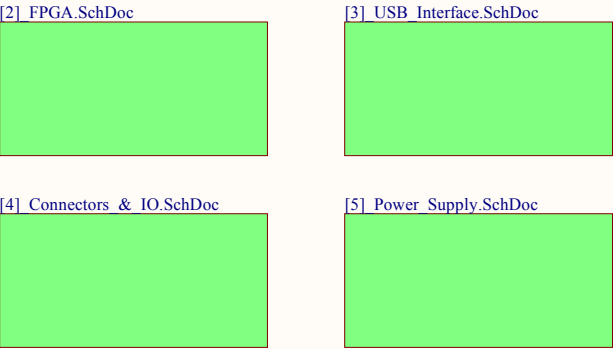 [2]_FPGA.SchDoc
[3]_USB_Interface.SchDoc
[4]_Connectors_&_IO.SchDoc
[5]_Power_Supply.SchDoc